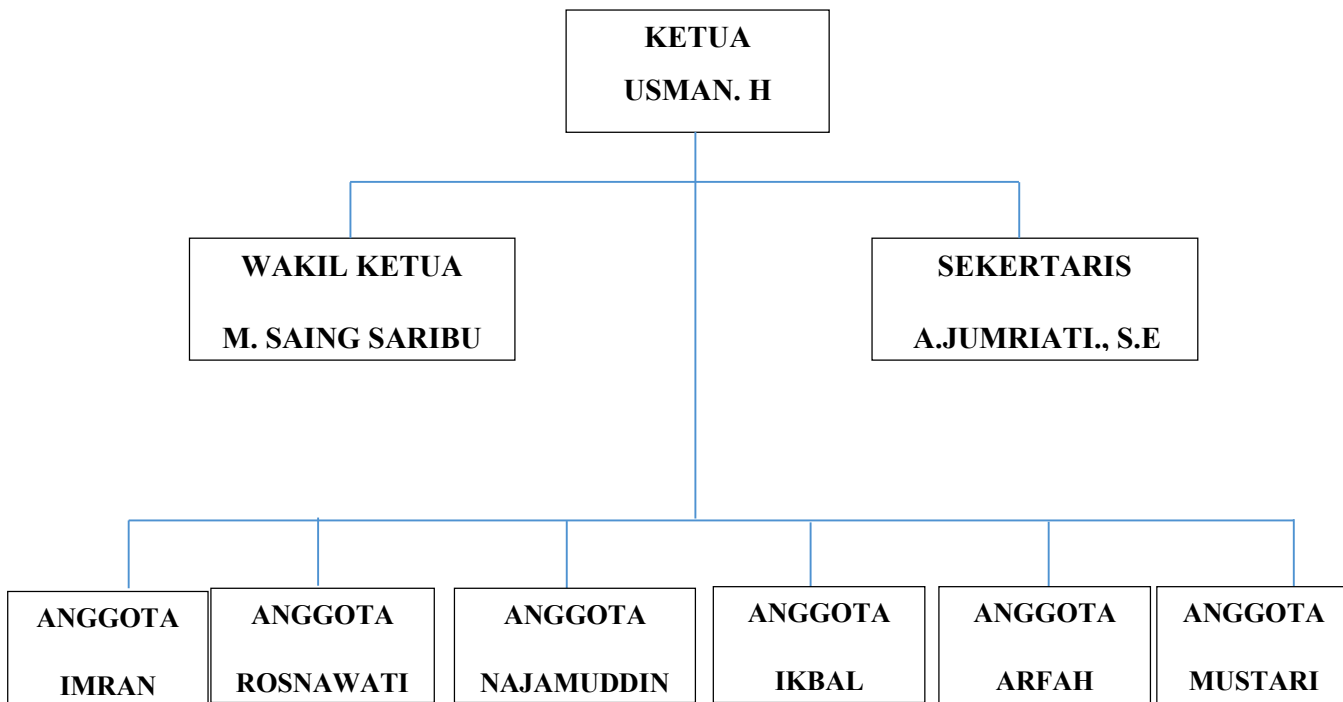 KETUA
USMAN. H
WAKIL KETUA
M. SAING SARIBU
SEKERTARIS
A.JUMRIATI., S.E
ANGGOTA
IMRAN
ANGGOTA
ROSNAWATI
ANGGOTA
NAJAMUDDIN
ANGGOTA
IKBAL
ANGGOTA
ARFAH
ANGGOTA
MUSTARI